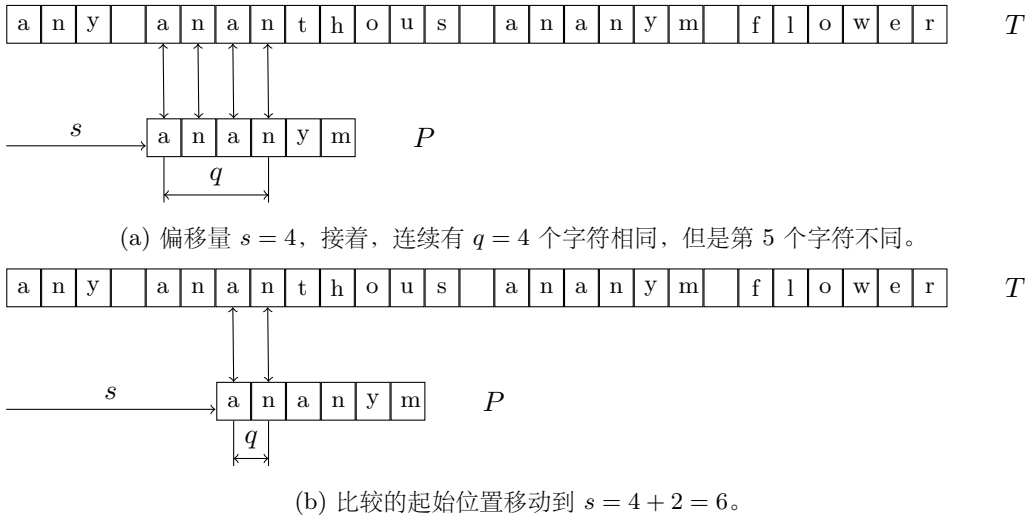 a n y a n a n t h o u s a n a n y m f l o w e r T
s
a n a n y m P
q
(a) 偏移量 s = 4，接着，连续有 q = 4 个字符相同，但是第 5 个字符不同。
a n y a n a n t h o u s a n a n y m f l o w e r T
s
a n a n y m P
q
(b) 比较的起始位置移动到 s = 4 + 2 = 6。